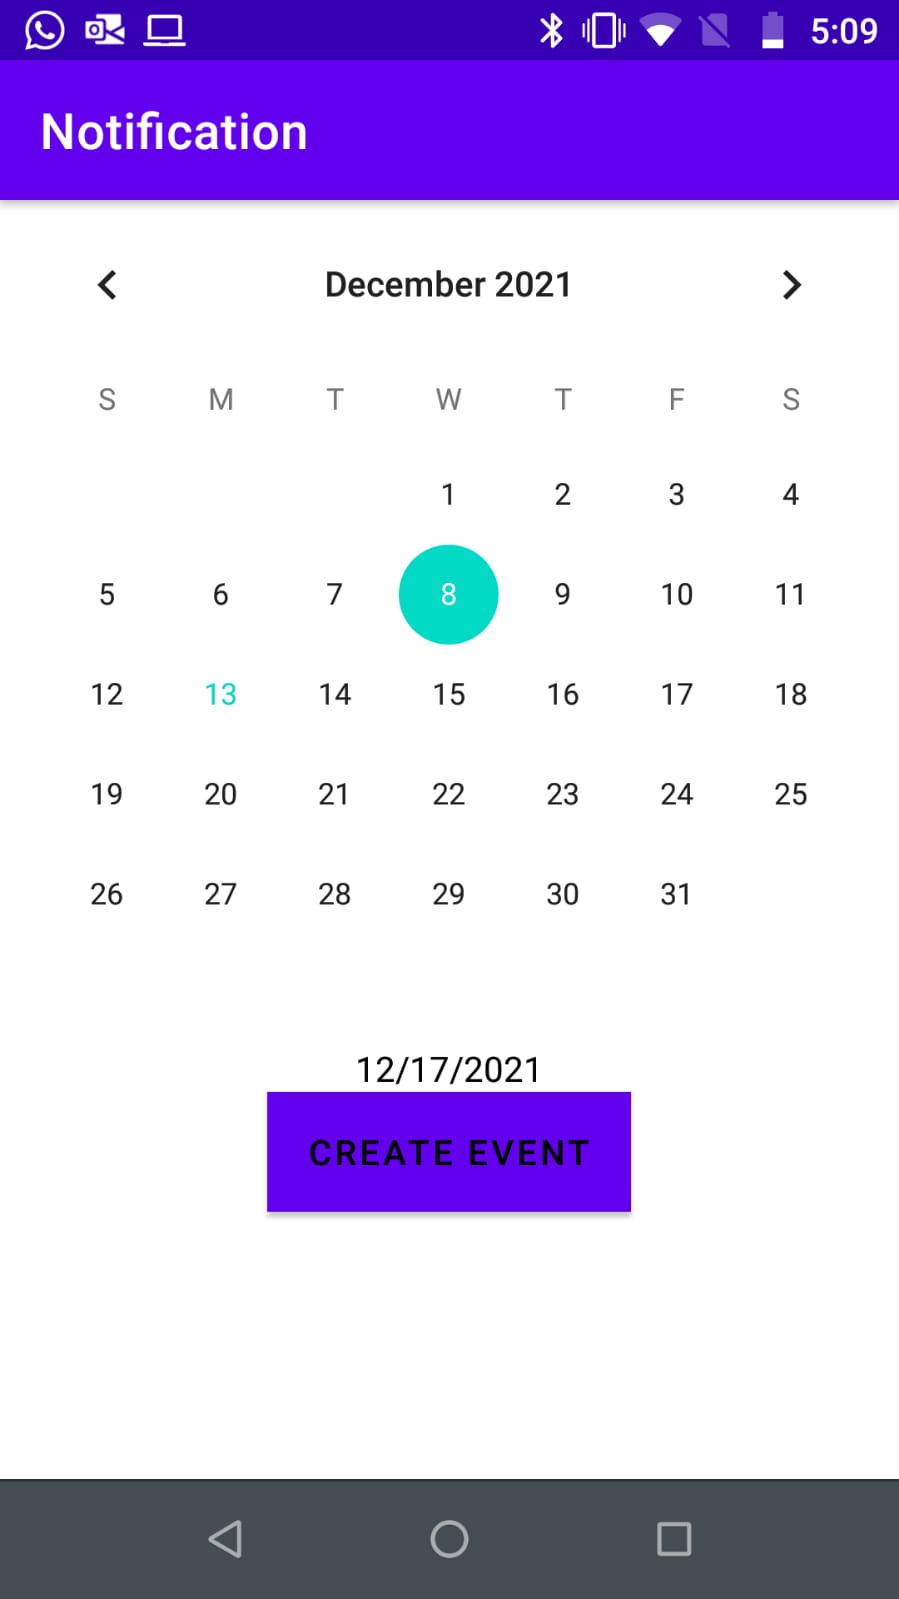 5:09
Notification
December 2021
S M T W T F S
1 2 3 4
5 6 7 8 9 10 11
12 13 14 15 16 17 18
19 20 21 22 23 24 25
26 27 28 29 30 31
12/17/2021
CREATE EVENT